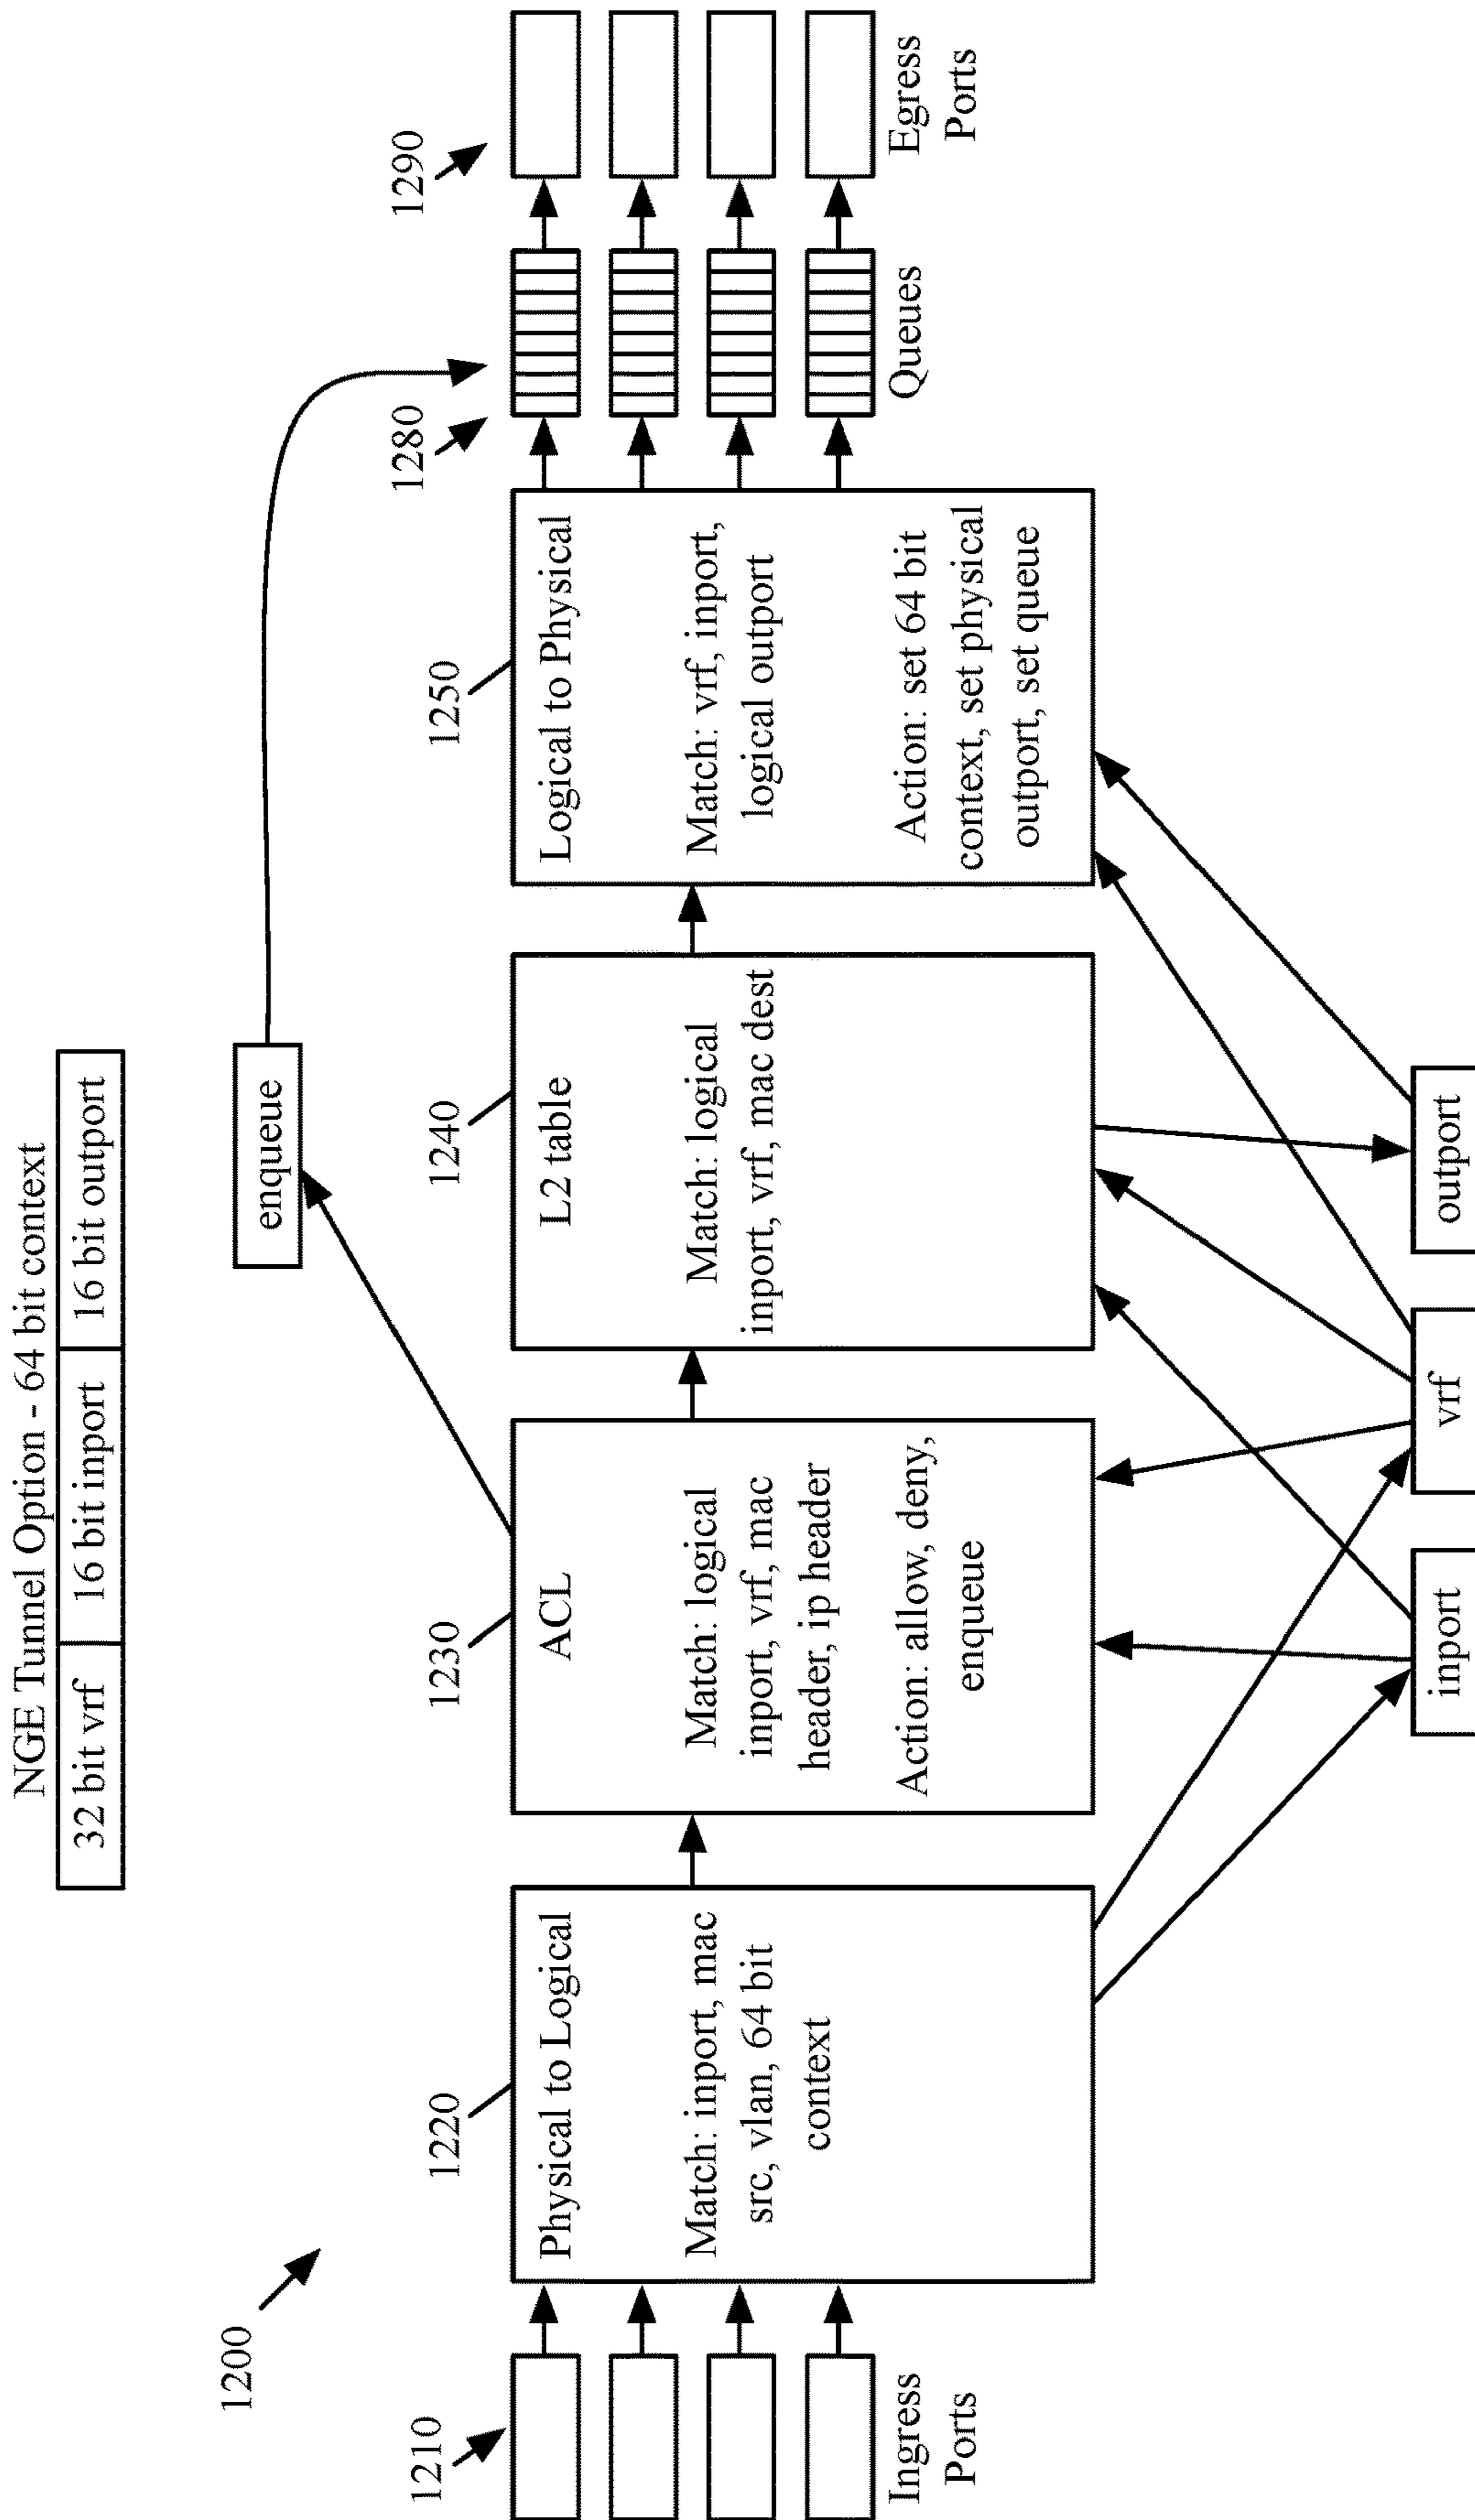 NGE Tunnel Option - 64 bit context
32 bit vrf
16 bit inport
16 bit outport
1200
enqueue
1210
1220
1230
1240
1250
1280
1290
Physical to Logical
Match: inport, mac
src, vlan, 64 bit
context
ACL
Match: logical
inport, vrf, mac
header, ip header
Action: allow, deny,
enqueue
L2 table
Match: logical
inport, vrf, mac dest
Logical to Physical
Match: vrf, inport,
logical outport
Action: set 64 bit
context, set physical
outport, set queue
Ingress
Ports
Queues
Egress
Ports
inport
vrf
outport